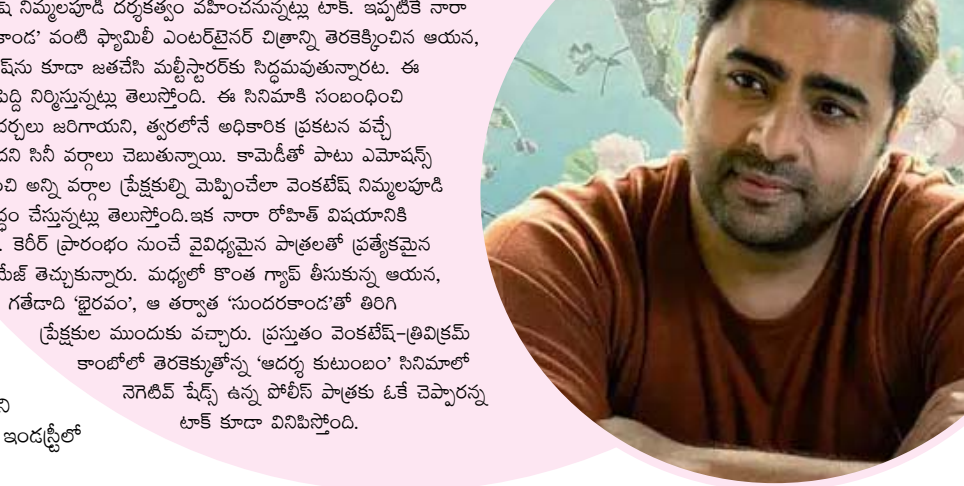 నిమ్మలపూడి దర్శకత్వం వహించనున్నట్లు టాక్. ఇప్పటికే నారా
వంటి ఫ్యామిలీ ఎంటర్‌టైనర్ చిత్రాన్ని తెరకెక్కించిన ఆయన,
కూడా జతచేసి మల్టీస్టారర్‌కు సిద్ధమవుతున్నారట. ఈ
నిర్మిస్తున్నట్లు తెలుస్తోంది. ఈ సినిమాకి సంబంధించి
జరిగాయని, త్వరలోనే అధికారిక ప్రకటన వచ్చే
సినీ వర్గాలు చెబుతున్నాయి. కామెడీతో పాటు ఎమోషన్స్
అన్ని వర్గాల ప్రేక్షకుల్ని మెప్పించేలా వెంకటేష్ నిమ్మలపూడి
చేస్తున్నట్లు తెలుస్తోంది.ఇక నారా రోహిత్ విషయానికి
కెరీర్ ప్రారంభం నుంచే వైవిధ్యమైన పాత్రలతో ప్రత్యేకమైన
తెచ్చుకున్నారు. మధ్యలో కొంత గ్యాప్ తీసుకున్న ఆయన,
గతేడాది ‘భైరవం’, ఆ తర్వాత ‘సుందరకాండ’తో తిరిగి
ప్రేక్షకుల ముందుకు వచ్చారు. ప్రస్తుతం వెంకటేష్–త్రివిక్రమ్
కాంబోలో తెరకెక్కుతోన్న ‘ఆదర్శ కుటుంబం’ సినిమాలో
నెగెటివ్ షేడ్స్ ఉన్న పోలీస్ పాత్రకు ఓకే చెప్పారన్న
టాక్ కూడా వినిపిస్తోంది.
ఇండస్ట్రీలో